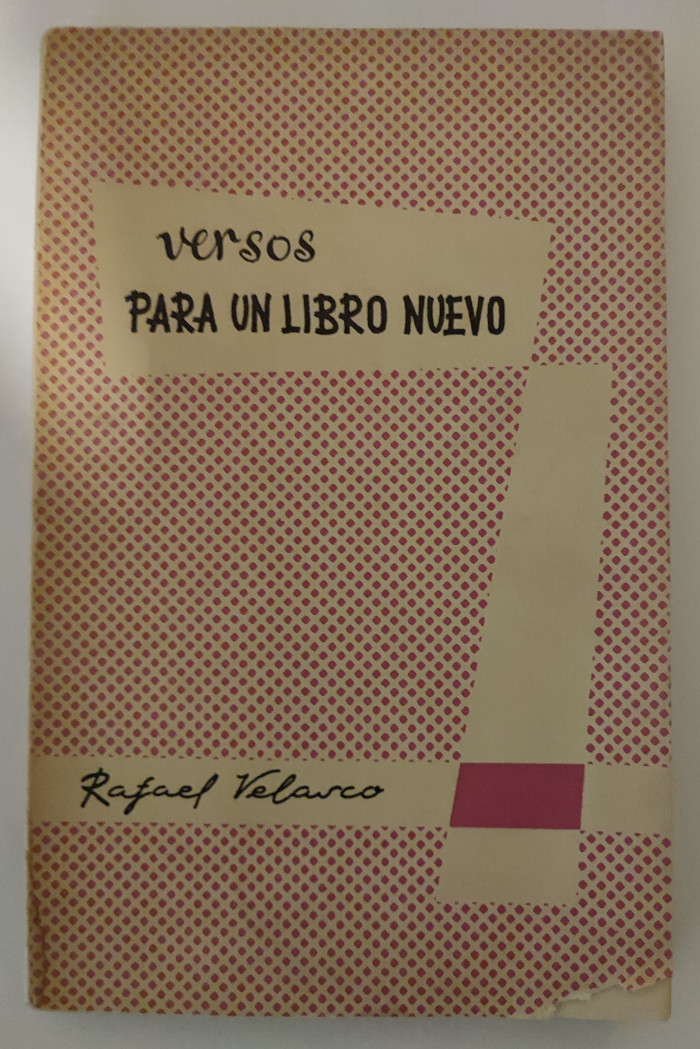 versos
PARA UN LIBRO NUEVO
Rafael Velasco